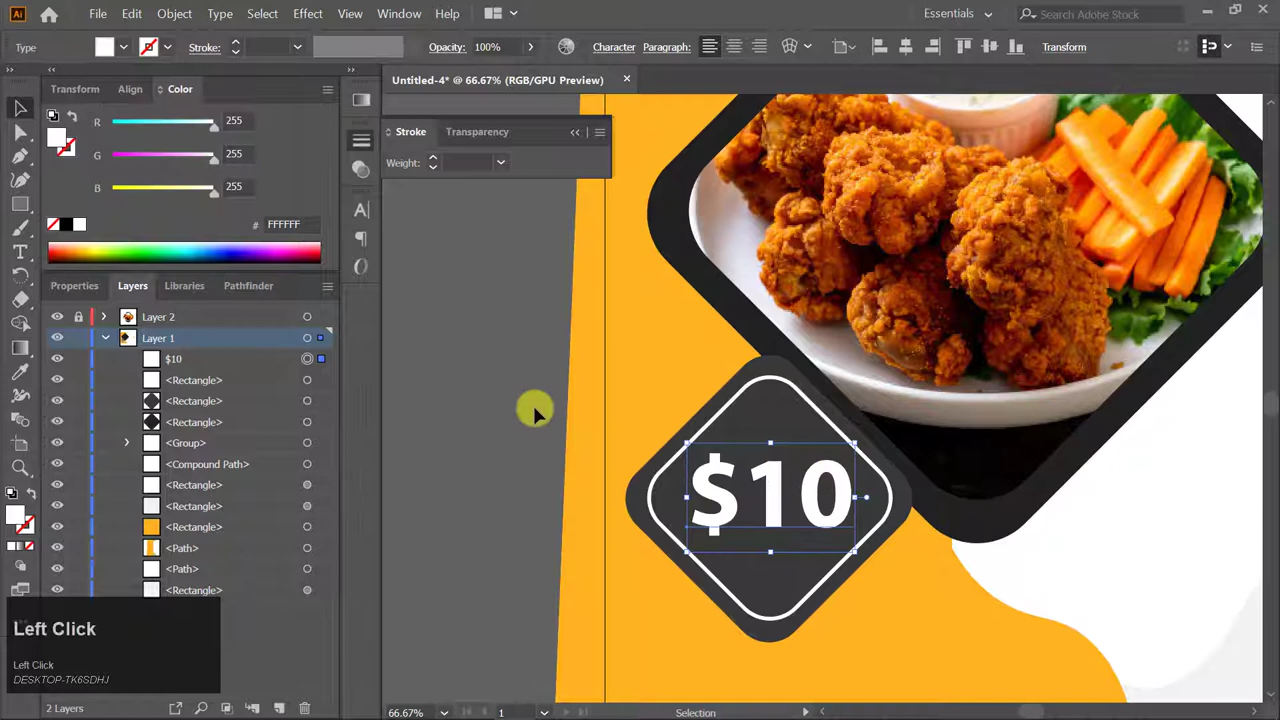 Ai File Edit Object Type Select Effect View Window Help Essentials Search Adobe Stock
Type Stroke: Opacity: 100% Character Paragraph: Transform
Transform Align Color Untitled-4* @ 66.67% (RGB/GPU Preview)
R 255
G 255
B 255
# FFFFFF
Stroke Transparency
Weight:
Properties Layers Libraries Pathfinder
Layer 2
Layer 1
$10
<Rectangle>
<Rectangle>
<Rectangle>
<Group>
<Compound Path>
<Rectangle>
<Rectangle>
<Rectangle>
<Path>
<Path>
<Rectangle>
$10
Left Click
Left Click
DESKTOP-TK6SDHJ
2 Layers 66.67% 1 Selection